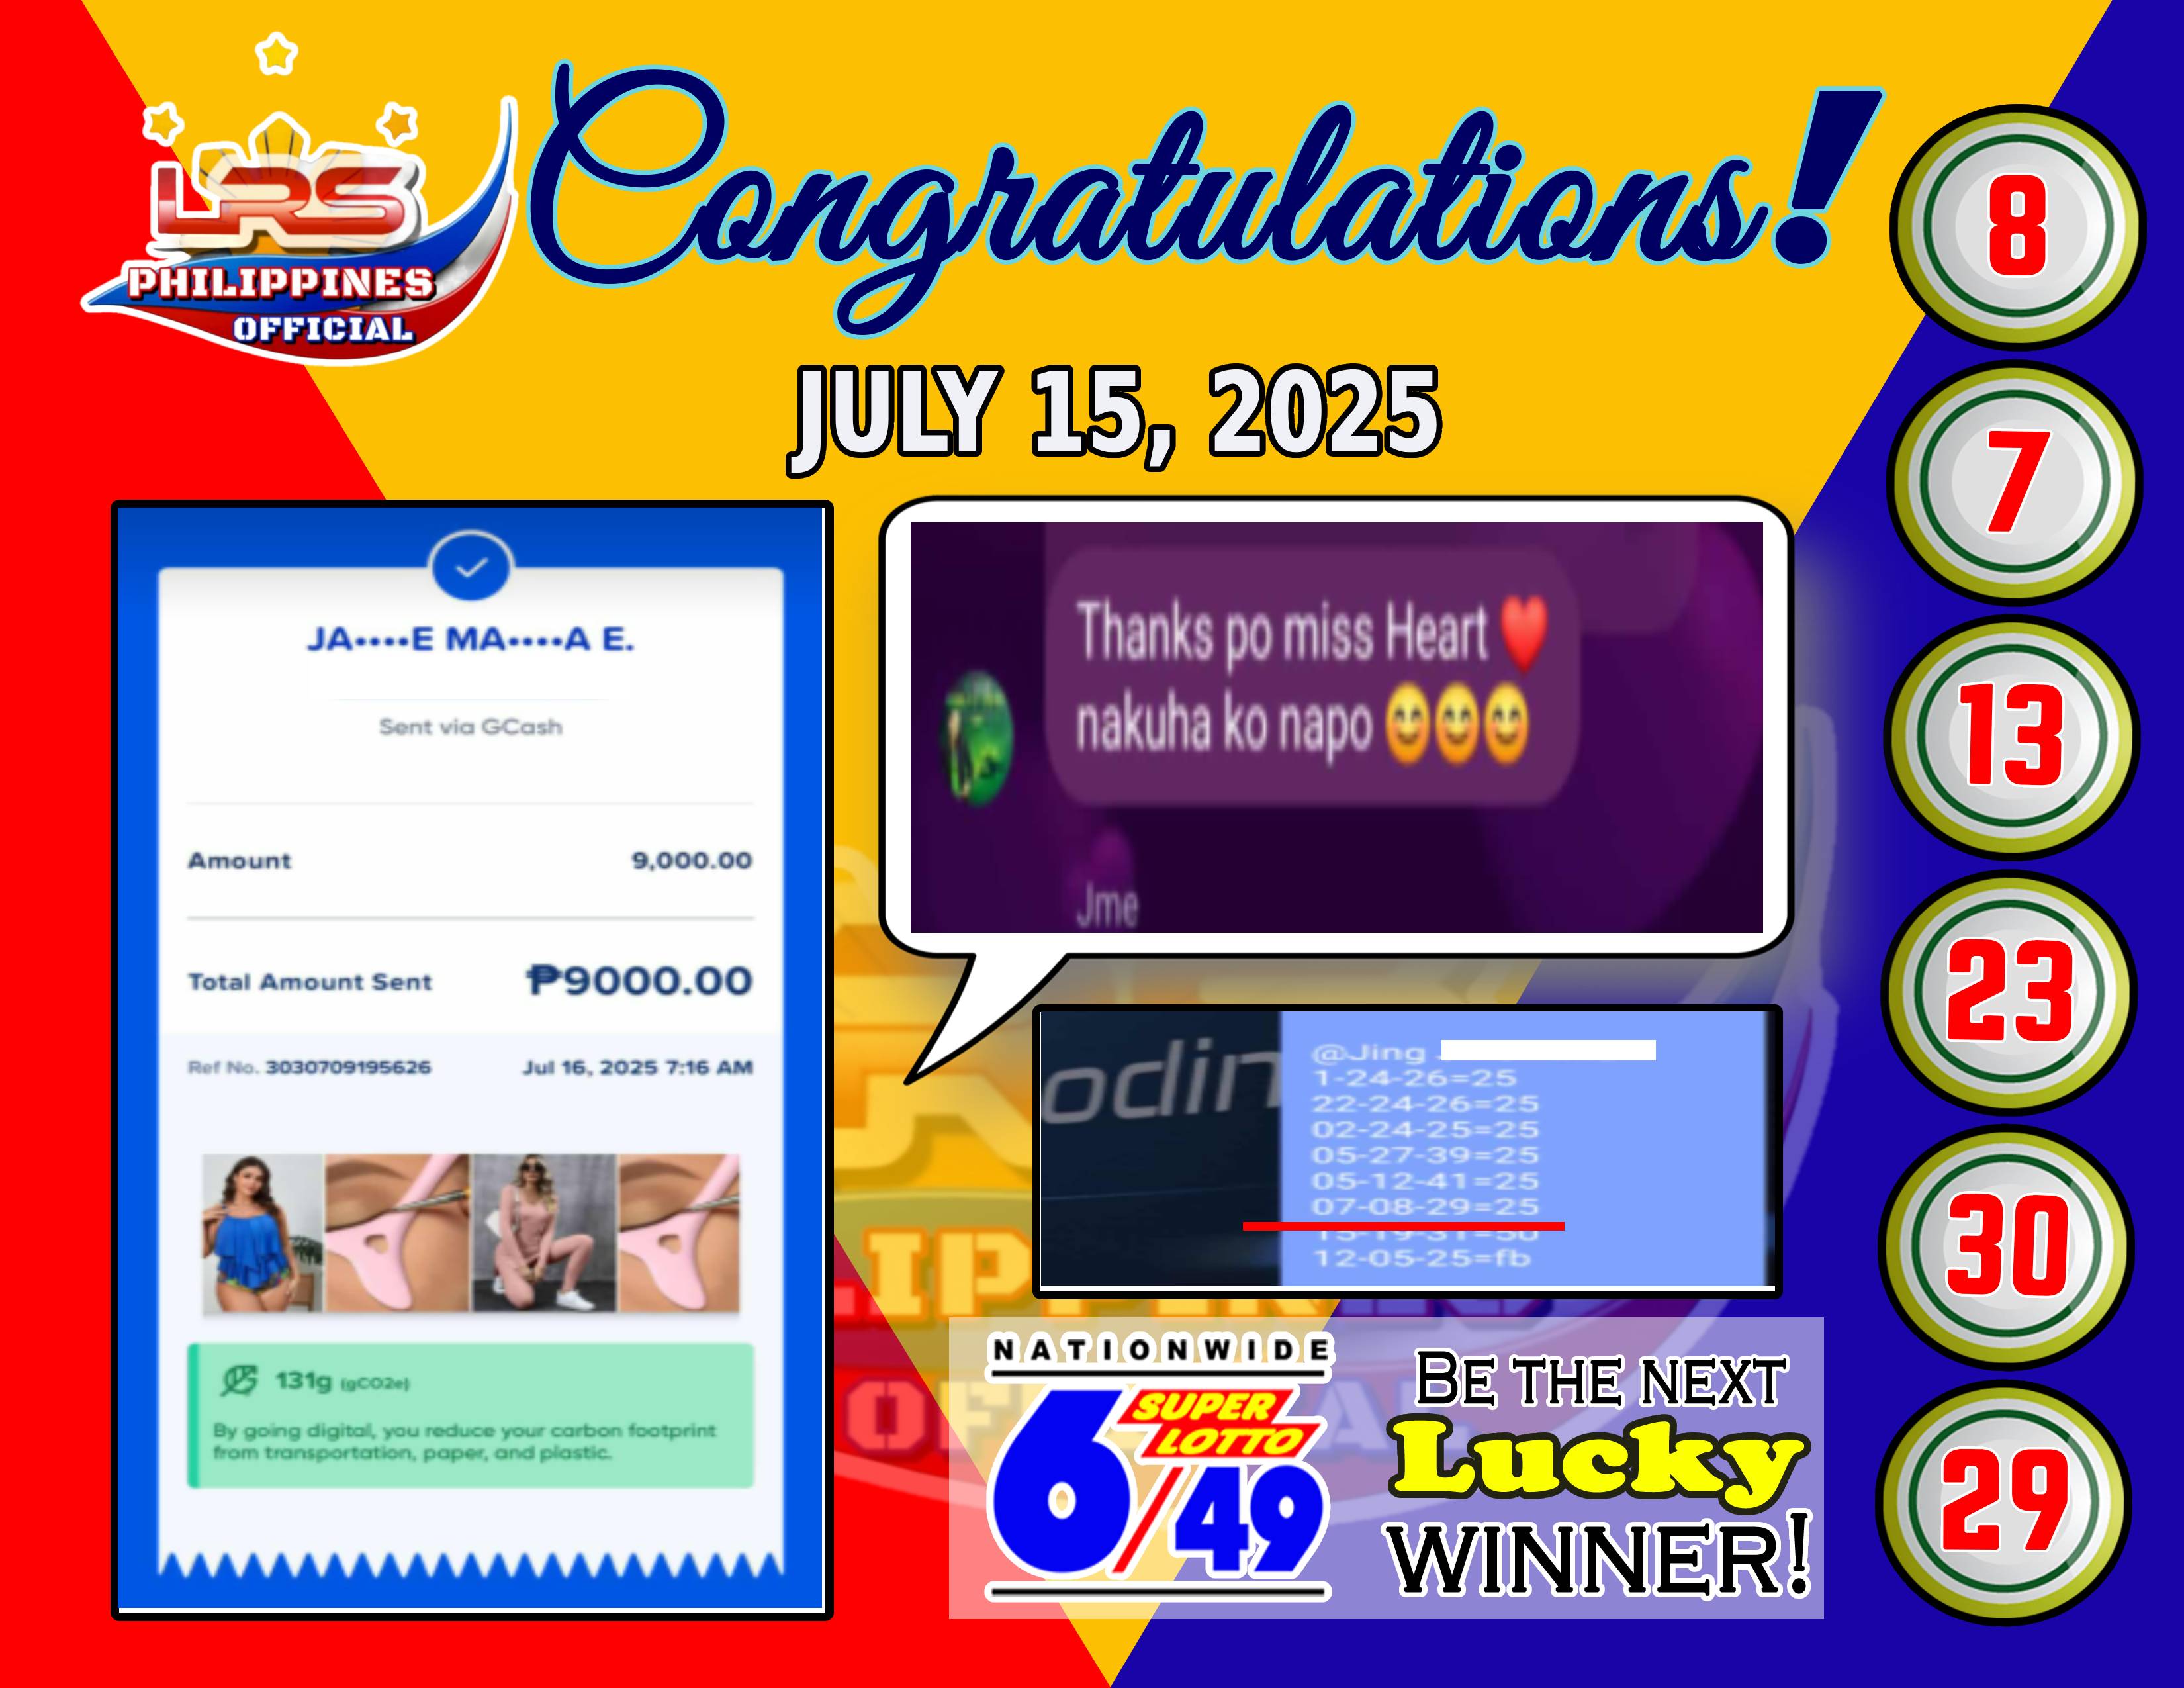 Congratulations!
LRS
PHILIPPINES
OFFICIAL
JULY 15, 2025
JA••••E MA••••A E.
Sent via GCash
Amount 9,000.00
Total Amount Sent ₱9000.00
Ref No. 3030709195626 Jul 16, 2025 7:16 AM
131g (gCO2e)
By going digital, you reduce your carbon footprint
from transportation, paper, and plastic.
Thanks po miss Heart ❤️
nakuha ko napo 😊😊😊
Jme
odin
@Jing
1-24-26=25
22-24-26=25
02-24-25=25
05-27-39=25
05-12-41=25
07-08-29=25
12-05-25=fb
NATIONWIDE
SUPER
LOTTO
6/49
BE THE NEXT
Lucky
WINNER!
8
7
13
23
30
29